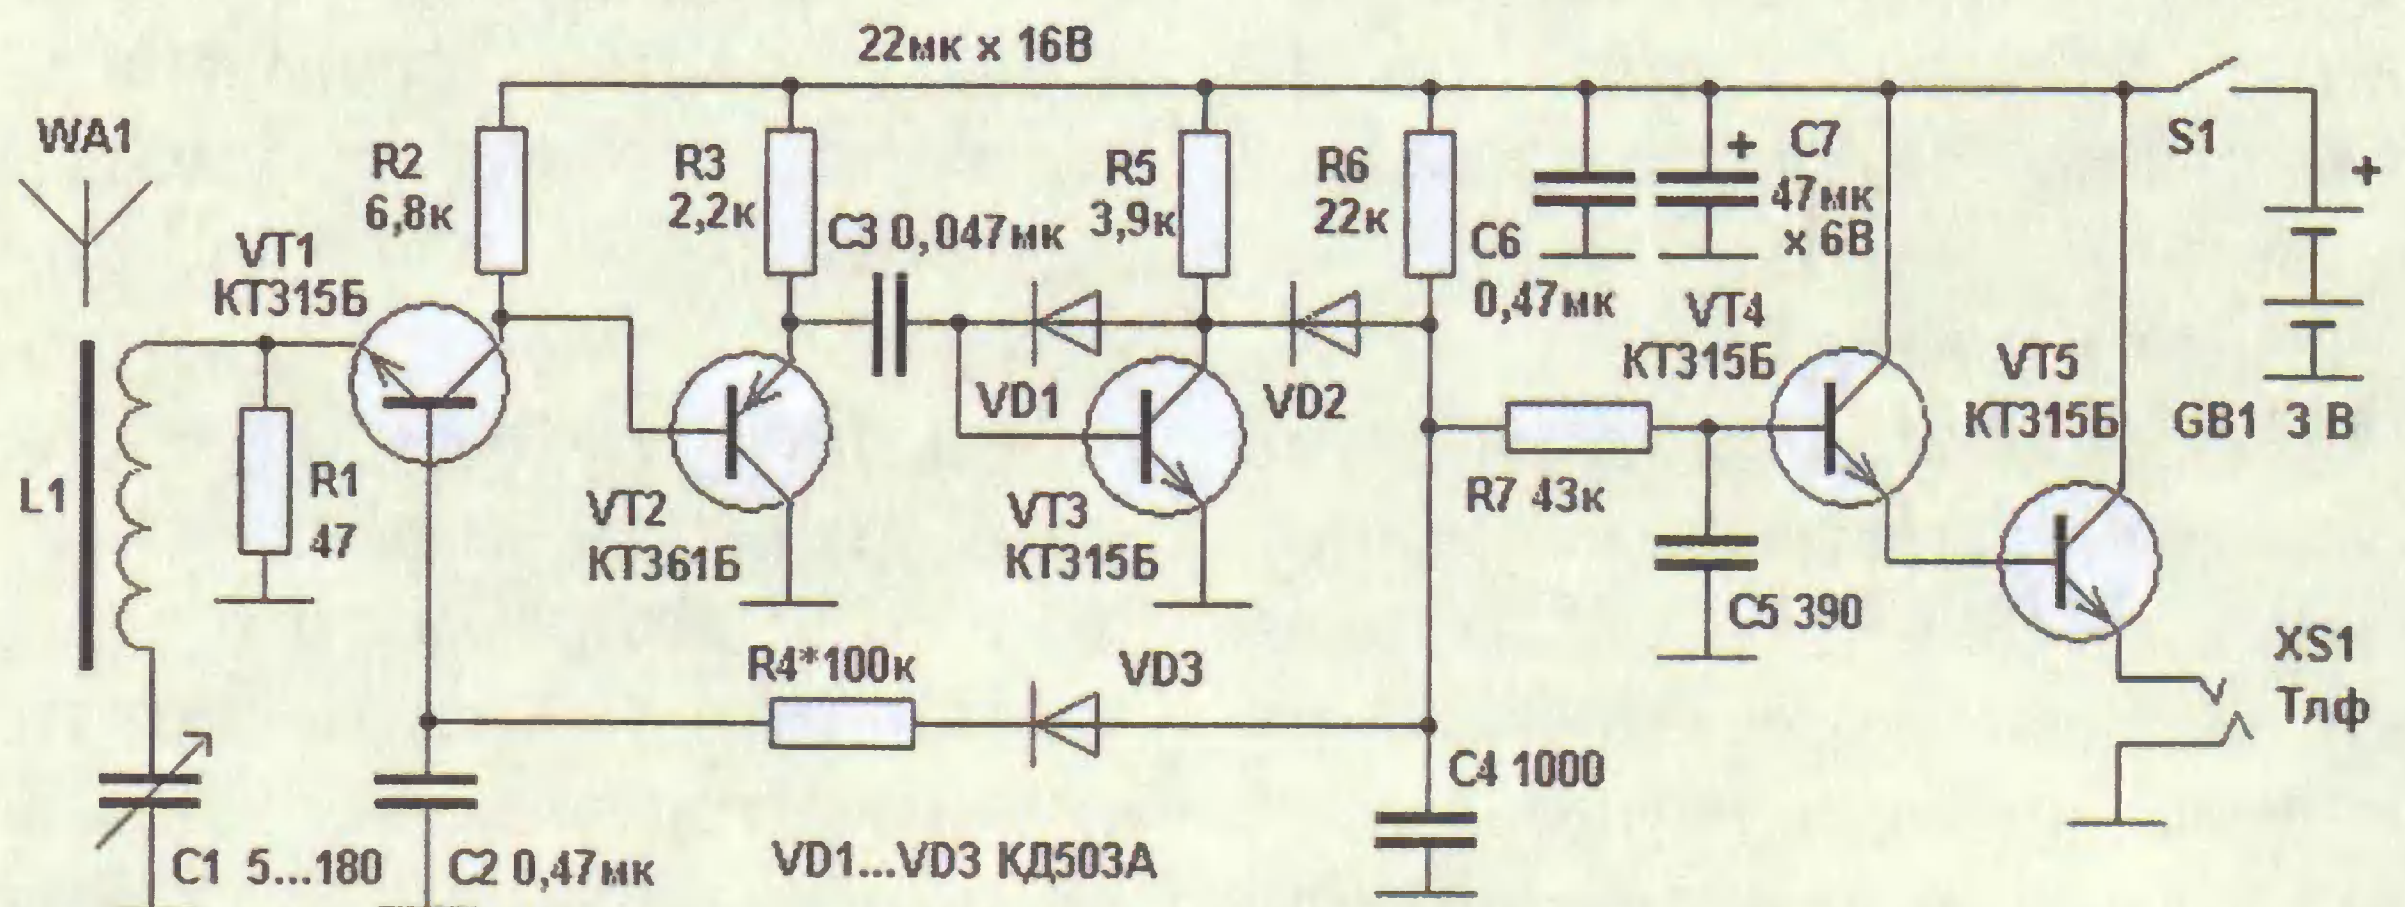 22мк x 16В
WA1
R2
6,8к
R3
2,2к
C3 0,047мк
R5
3,9к
R6
22к
C6
0,47мк
+ C7
47мк
x 6В
S1
+
VT1
КТ315Б
VD1
VD2
VT4
КТ315Б
VT5
КТ315Б
GB1 3 В
L1
R1
47
VT2
КТ361Б
VT3
КТ315Б
R7 43к
C5 390
R4*100к
VD3
XS1
Тлф
C4 1000
C1 5...180
C2 0,47мк
VD1...VD3 КД503А